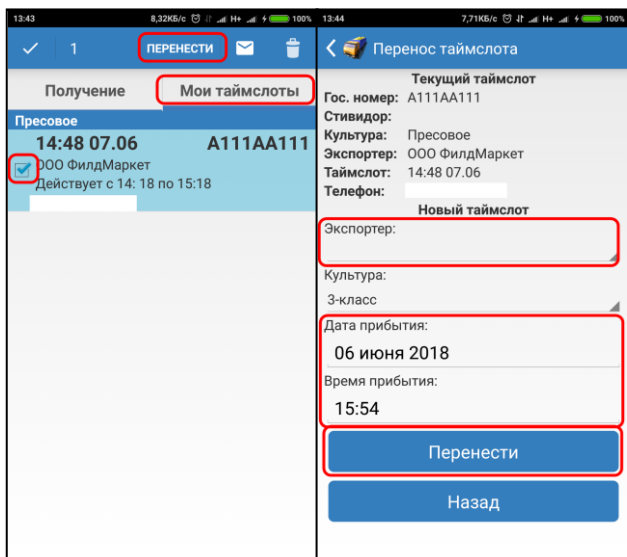 13:43 8,32КБ/с H+ 100%
1 ПЕРЕНЕСТИ
Получение Мои таймслоты
Пресовое
14:48 07.06 А111АА111
ООО ФилдМаркет
Действует с 14: 18 по 15:18
13:44 7,71КБ/с H+ 100%
Перенос таймслота
Текущий таймслот
Гос. номер: А111АА111
Стивидор:
Культура: Пресовое
Экспортер: ООО ФилдМаркет
Таймслот: 14:48 07.06
Телефон:
Новый таймслот
Экспортер:
Культура:
3-класс
Дата прибытия:
06 июня 2018
Время прибытия:
15:54
Перенести
Назад